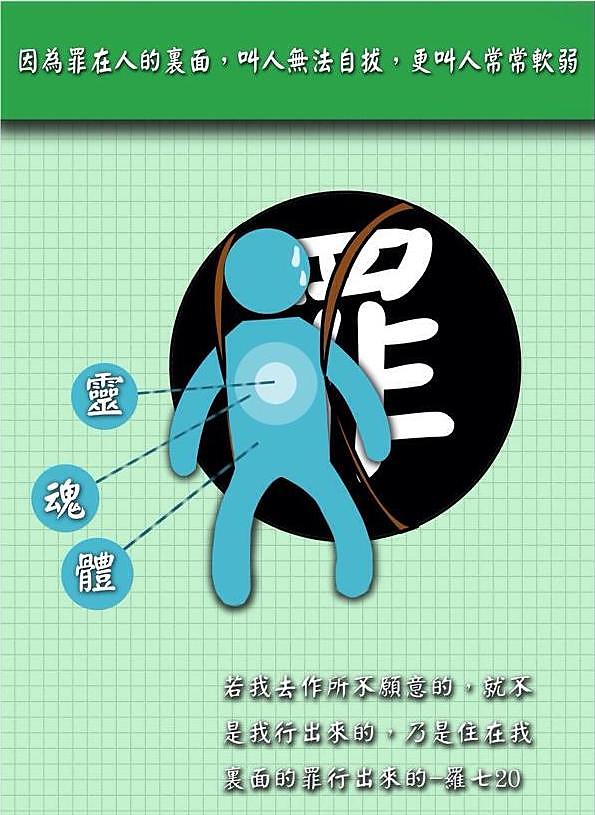 因為罪在人的裏面，叫人無法自拔，更叫人常常軟弱
罪
靈
魂
體
若我去作所不願意的，就不
是我行出來的，乃是住在我
裏面的罪行出來的-羅七20